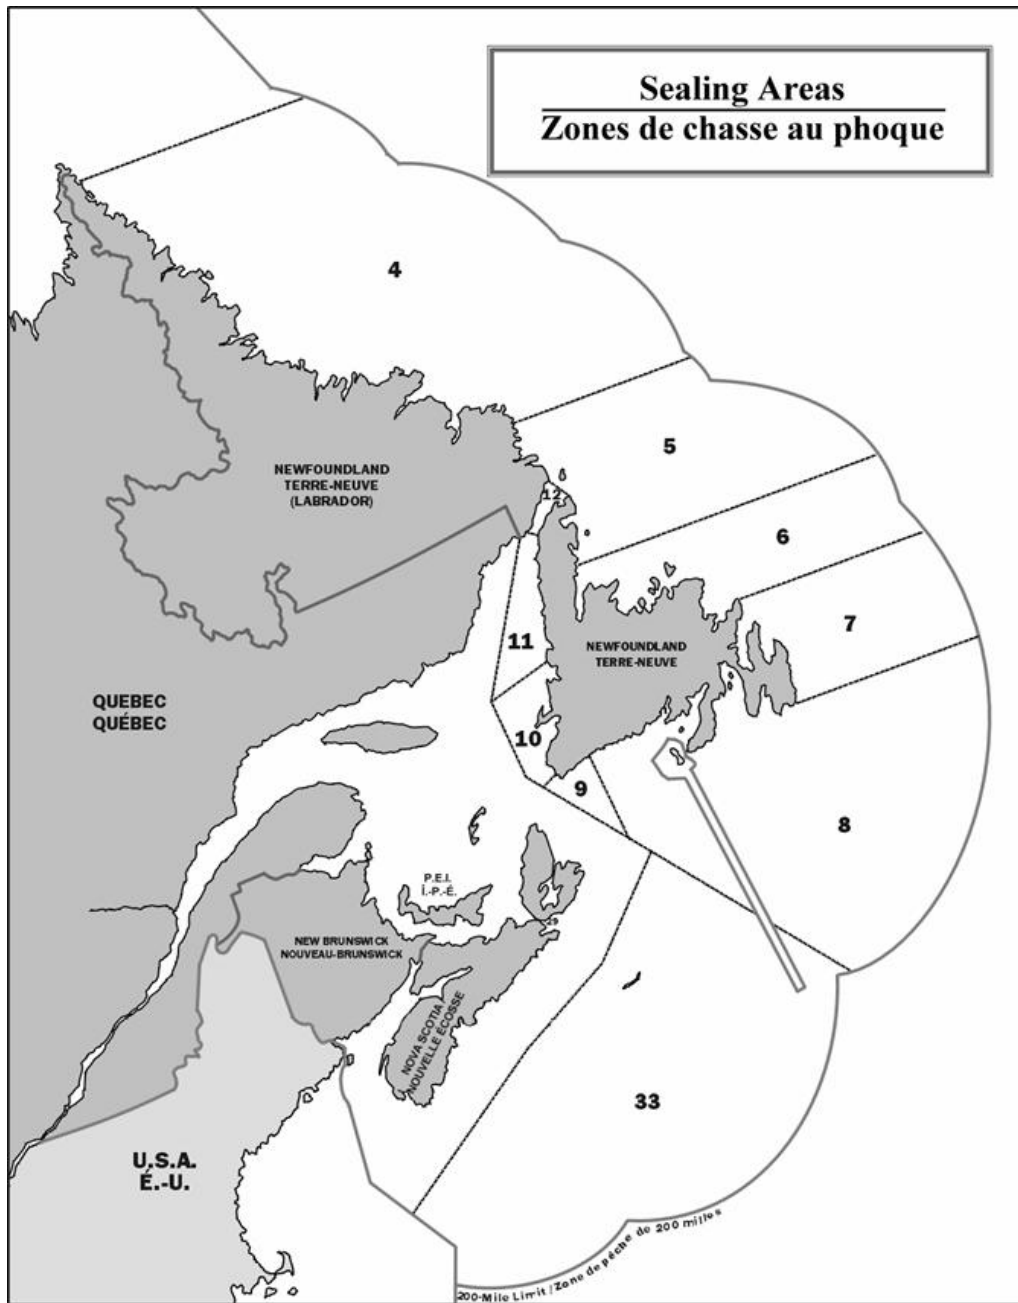 Sealing Areas
Zones de chasse au phoque
4
5
NEWFOUNDLAND
TERRE-NEUVE
(LABRADOR)
12
6
7
11
NEWFOUNDLAND
TERRE-NEUVE
QUEBEC
QUÉBEC
10
9
8
P.E.I.
Î.-P.-É.
29
NEW BRUNSWICK
NOUVEAU-BRUNSWICK
NOVA SCOTIA
NOUVELLE ÉCOSSE
33
U.S.A.
É.-U.
200-Mile Limit / Zone de pêche de 200 milles